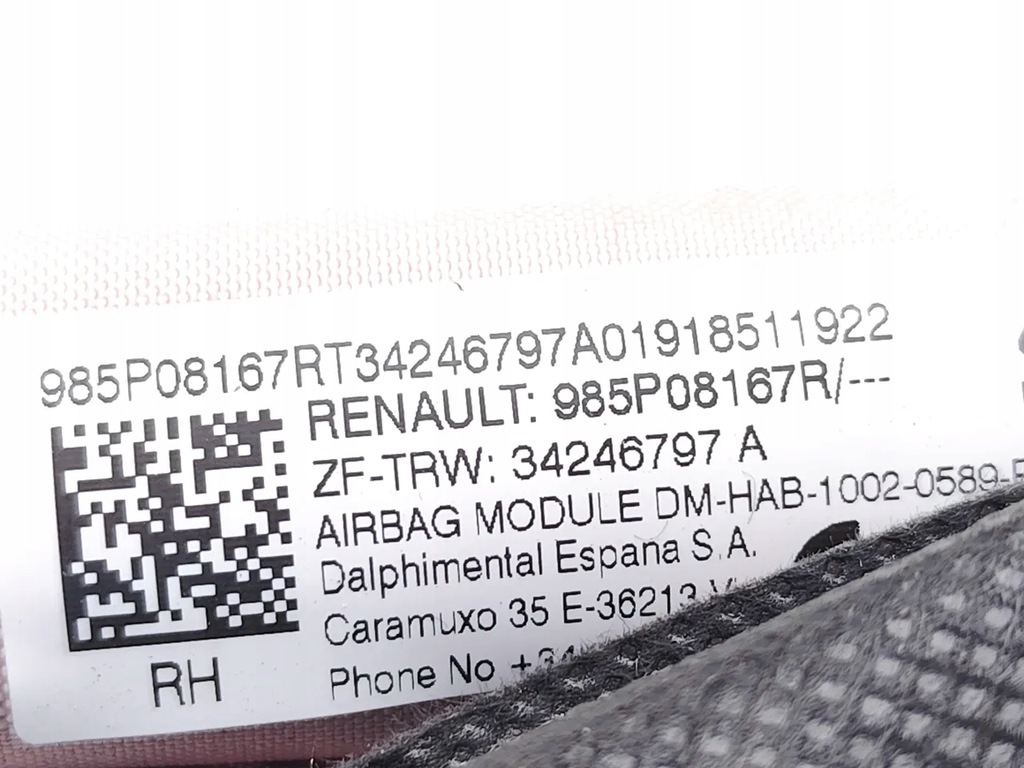 985P08167RT34246797A01918511922
RENAULT: 985P08167R/---
ZF-TRW: 34246797 A
AIRBAG MODULE DM-HAB-1002-0589-
Dalphimental Espana S.A.
Caramuxo 35 E-36213
Phone No
RH